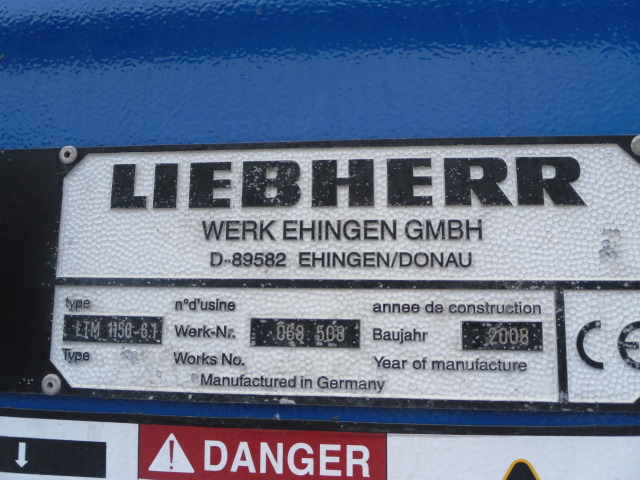 LIEBHERR
WERK EHINGEN GMBH
D-89582 EHINGEN/DONAU
type n°d'usine annee de construction
LTM 1150-6.1 Werk-Nr. 068 508 Baujahr 2008
Type Works No. Year of manufacture
Manufactured in Germany
CE
DANGER